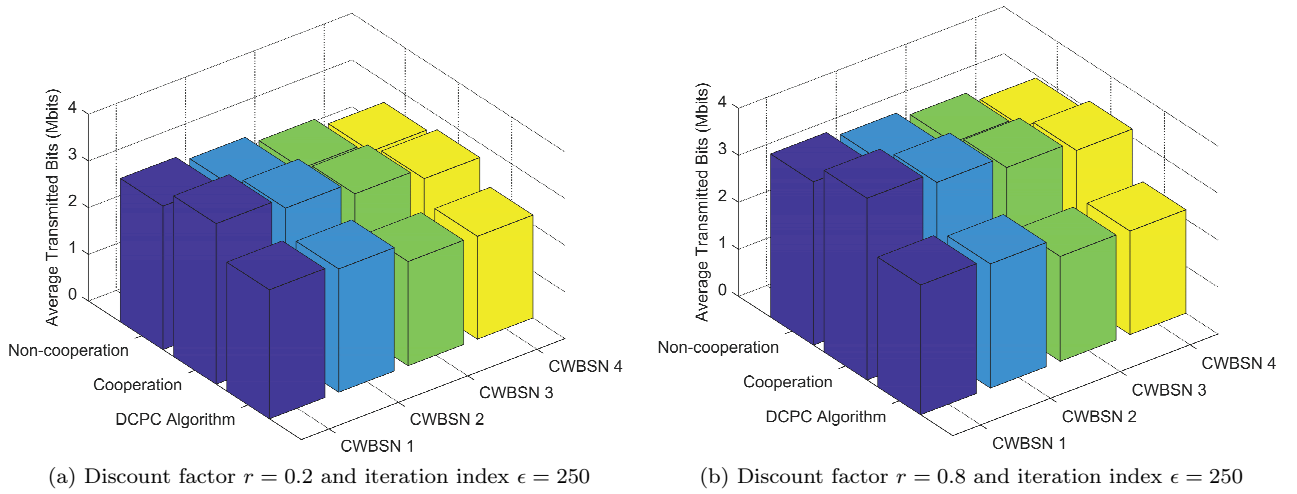 Average Transmitted Bits (Mbits)
4
3
2
1
0
Non-cooperation
Cooperation
DCPC Algorithm
CWBSN 1
CWBSN 2
CWBSN 3
CWBSN 4
(a) Discount factor r = 0.2 and iteration index ϵ = 250
Average Transmitted Bits (Mbits)
4
3
2
1
0
Non-cooperation
Cooperation
DCPC Algorithm
CWBSN 1
CWBSN 2
CWBSN 3
CWBSN 4
(b) Discount factor r = 0.8 and iteration index ϵ = 250